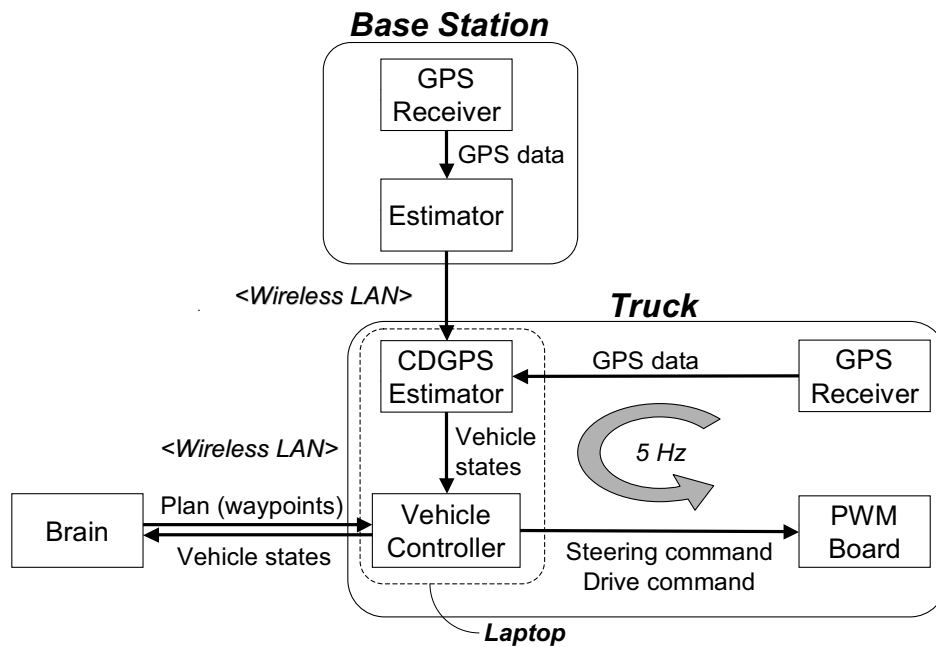 Base Station
GPS
Receiver
GPS data
Estimator
<Wireless LAN>
Truck
CDGPS
Estimator
GPS data
GPS
Receiver
Vehicle
states
5 Hz
<Wireless LAN>
Brain
Plan (waypoints)
Vehicle states
Vehicle
Controller
Steering command
Drive command
PWM
Board
Laptop